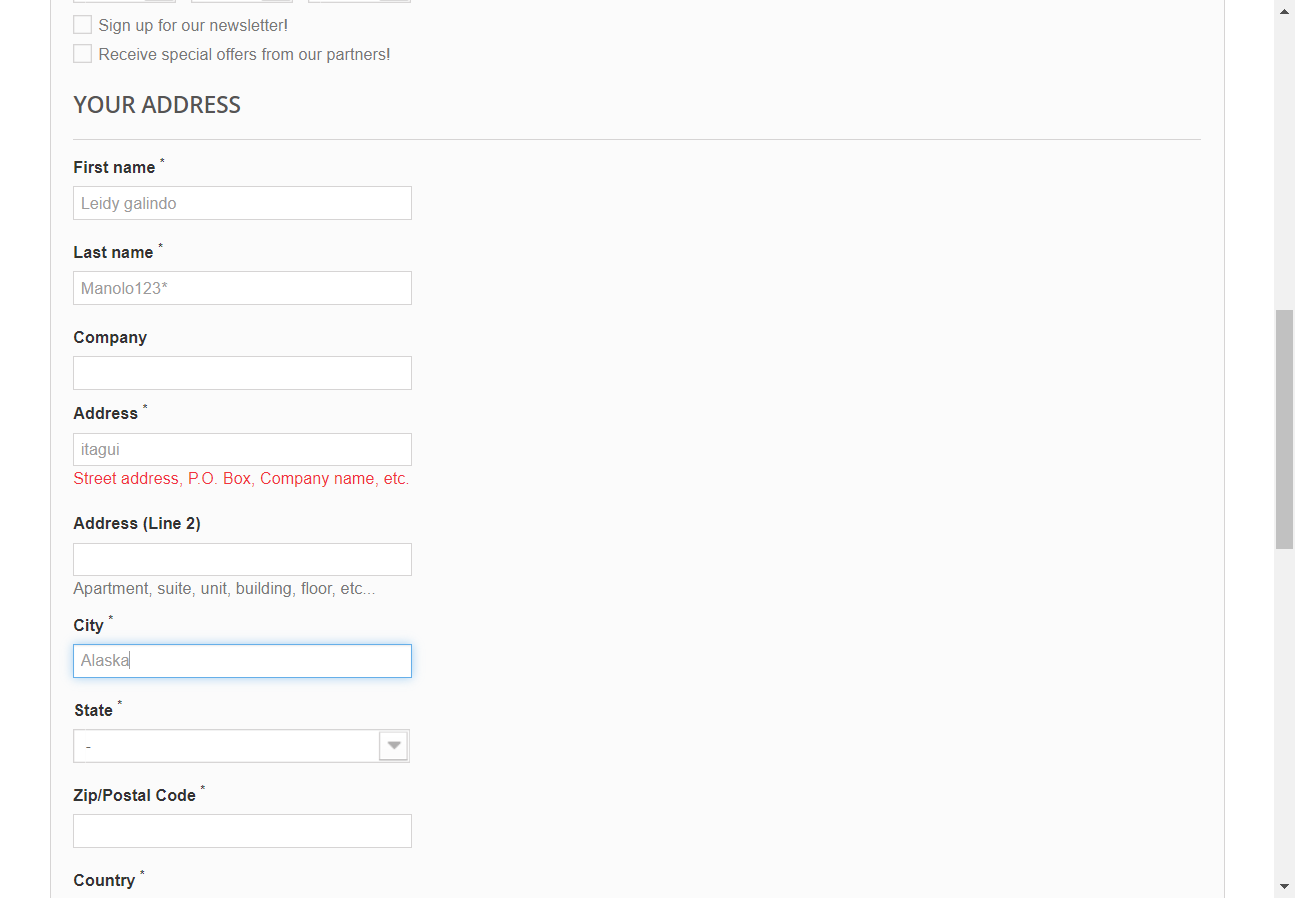 Sign up for our newsletter!
Receive special offers from our partners!
YOUR ADDRESS
First name *
Leidy galindo
Last name *
Manolo123*
Company
Address *
itagui
Street address, P.O. Box, Company name, etc.
Address (Line 2)
Apartment, suite, unit, building, floor, etc...
City *
Alaska
State *
-
Zip/Postal Code *
Country *